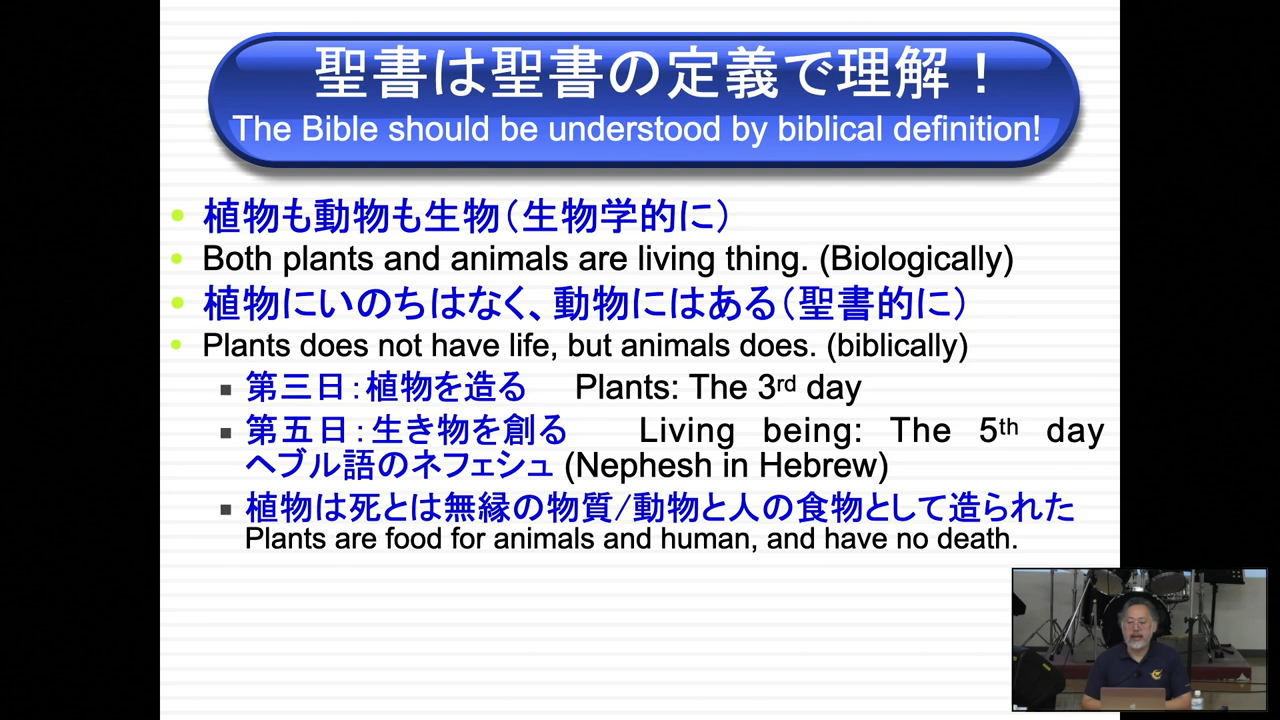 聖書は聖書の定義で理解！
The Bible should be understood by biblical definition!
植物も動物も生物（生物学的に）
Both plants and animals are living thing. (Biologically)
植物にいのちはなく、動物にはある（聖書的に）
Plants does not have life, but animals does. (biblically)
第三日：植物を造る Plants: The 3rd day
第五日：生き物を創る Living being: The 5th day
ヘブル語のネフェシュ (Nephesh in Hebrew)
植物は死とは無縁の物質/動物と人の食物として造られた
Plants are food for animals and human, and have no death.